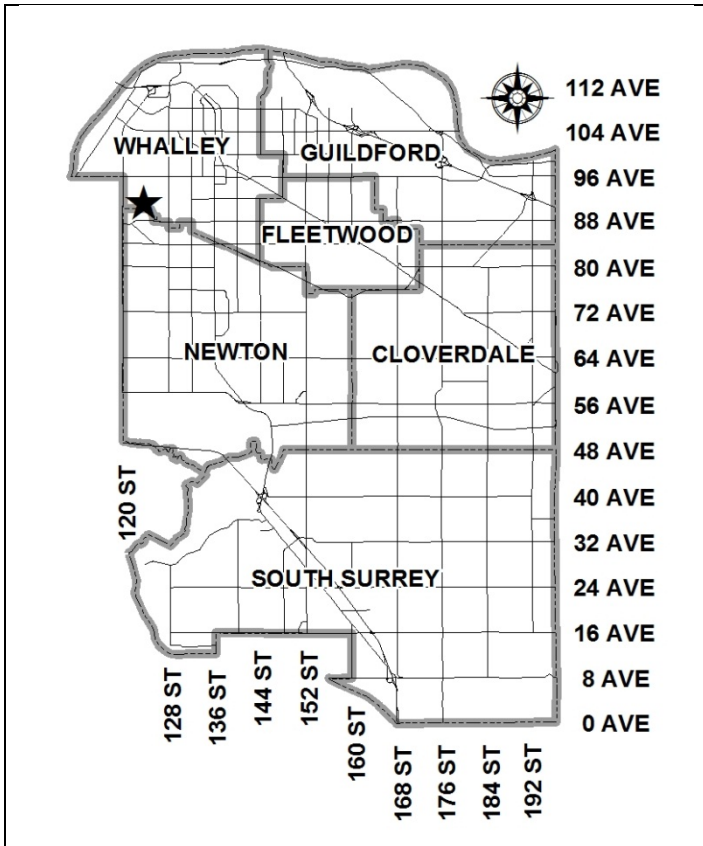 112 AVE
104 AVE
WHALLEY
GUILDFORD
96 AVE
88 AVE
FLEETWOOD
80 AVE
72 AVE
NEWTON
CLOVERDALE
64 AVE
56 AVE
48 AVE
120 ST
40 AVE
32 AVE
SOUTH SURREY
24 AVE
16 AVE
128 ST
136 ST
144 ST
152 ST
160 ST
8 AVE
0 AVE
168 ST
176 ST
184 ST
192 ST